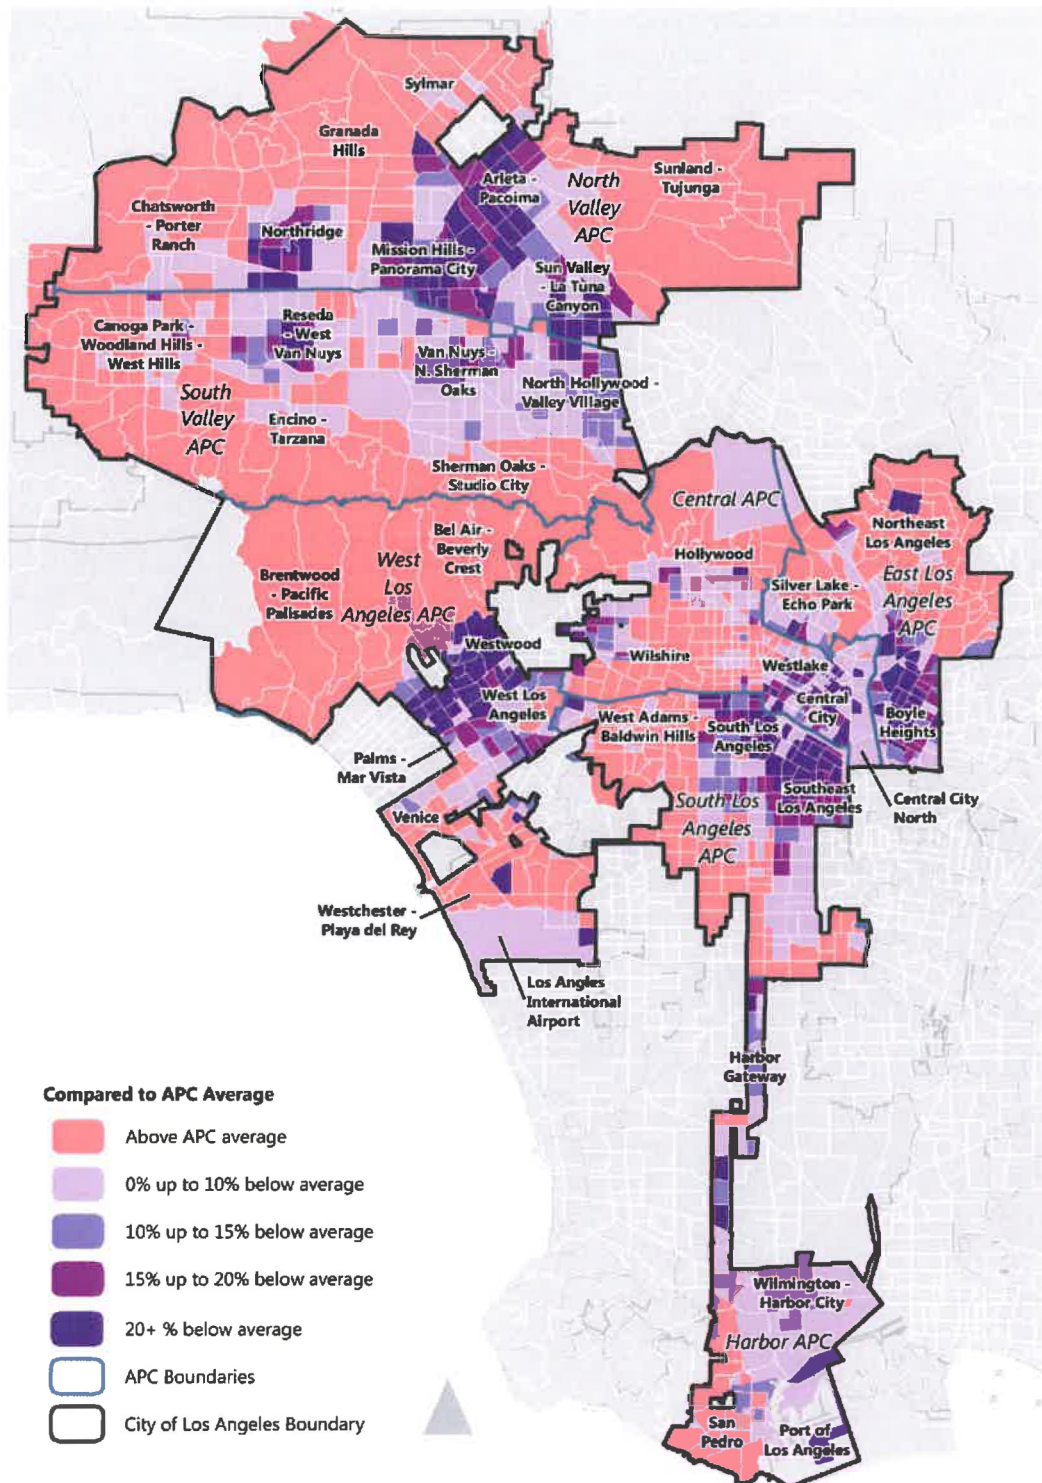 Sylmar
Granada
Hills
Arleta -
Pacoima
North
Valley
APC
Sunland -
Tujunga
Chatsworth
- Porter
Ranch
Northridge
Mission Hills -
Panorama City
Sun Valley
- La Tuna
Canyon
Canoga Park -
Woodland Hills -
West Hills
Reseda
- West
Van Nuys
Van Nuys -
N. Sherman
Oaks
North Hollywood -
Valley Village
South
Valley
APC
Encino -
Tarzana
Sherman Oaks -
Studio City
Central APC
Northeast
Los Angeles
Bel Air -
Beverly
Crest
Hollywood
West
Los
Angeles APC
Brentwood
- Pacific
Palisades
Silver Lake -
Echo Park
East Los
Angeles
APC
Westwood
Wilshire
Westlake
West Los
Angeles
Central
City
West Adams -
Baldwin Hills
South Los
Angeles
Boyle
Heights
Palms -
Mar Vista
Venice
Southeast
Los Angeles
South Los
Angeles
APC
Central City
North
Westchester -
Playa del Rey
Los Angles
International
Airport
Harbor
Gateway
Compared to APC Average
Above APC average
0% up to 10% below average
10% up to 15% below average
15% up to 20% below average
20+ % below average
APC Boundaries
City of Los Angeles Boundary
Wilmington -
Harbor City
Harbor APC
San
Pedro
Port of
Los Angeles